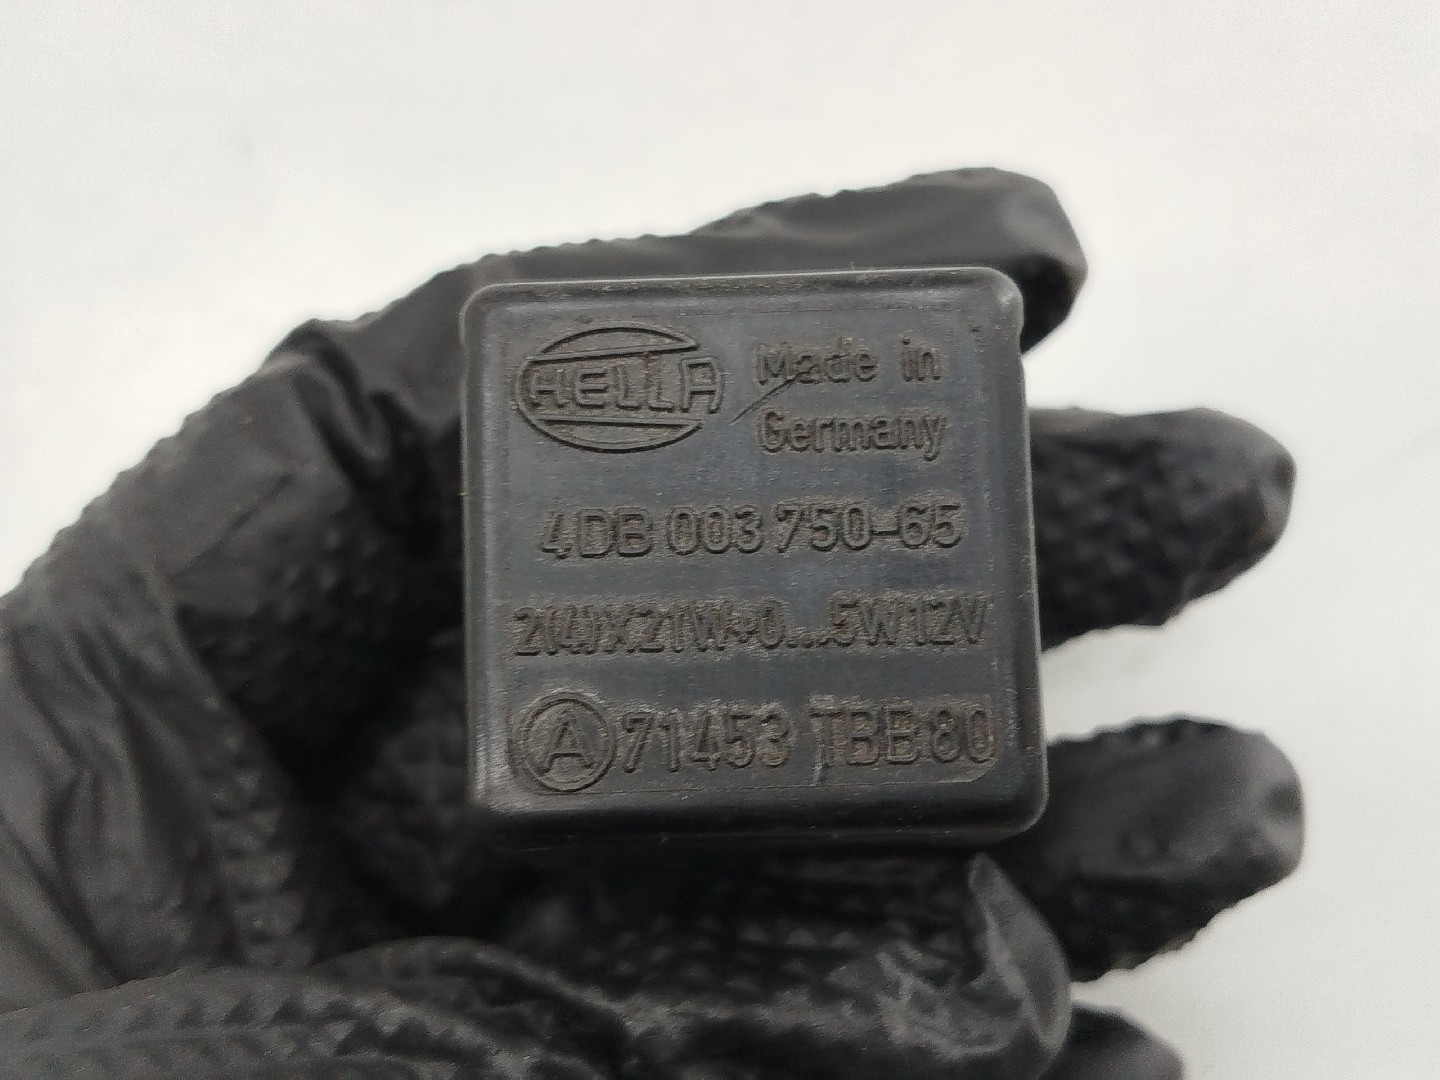 HELLA Made in
Germany
4DB 003 750-65
2(4)X21W+0...5W12V
A 71453 TBB80